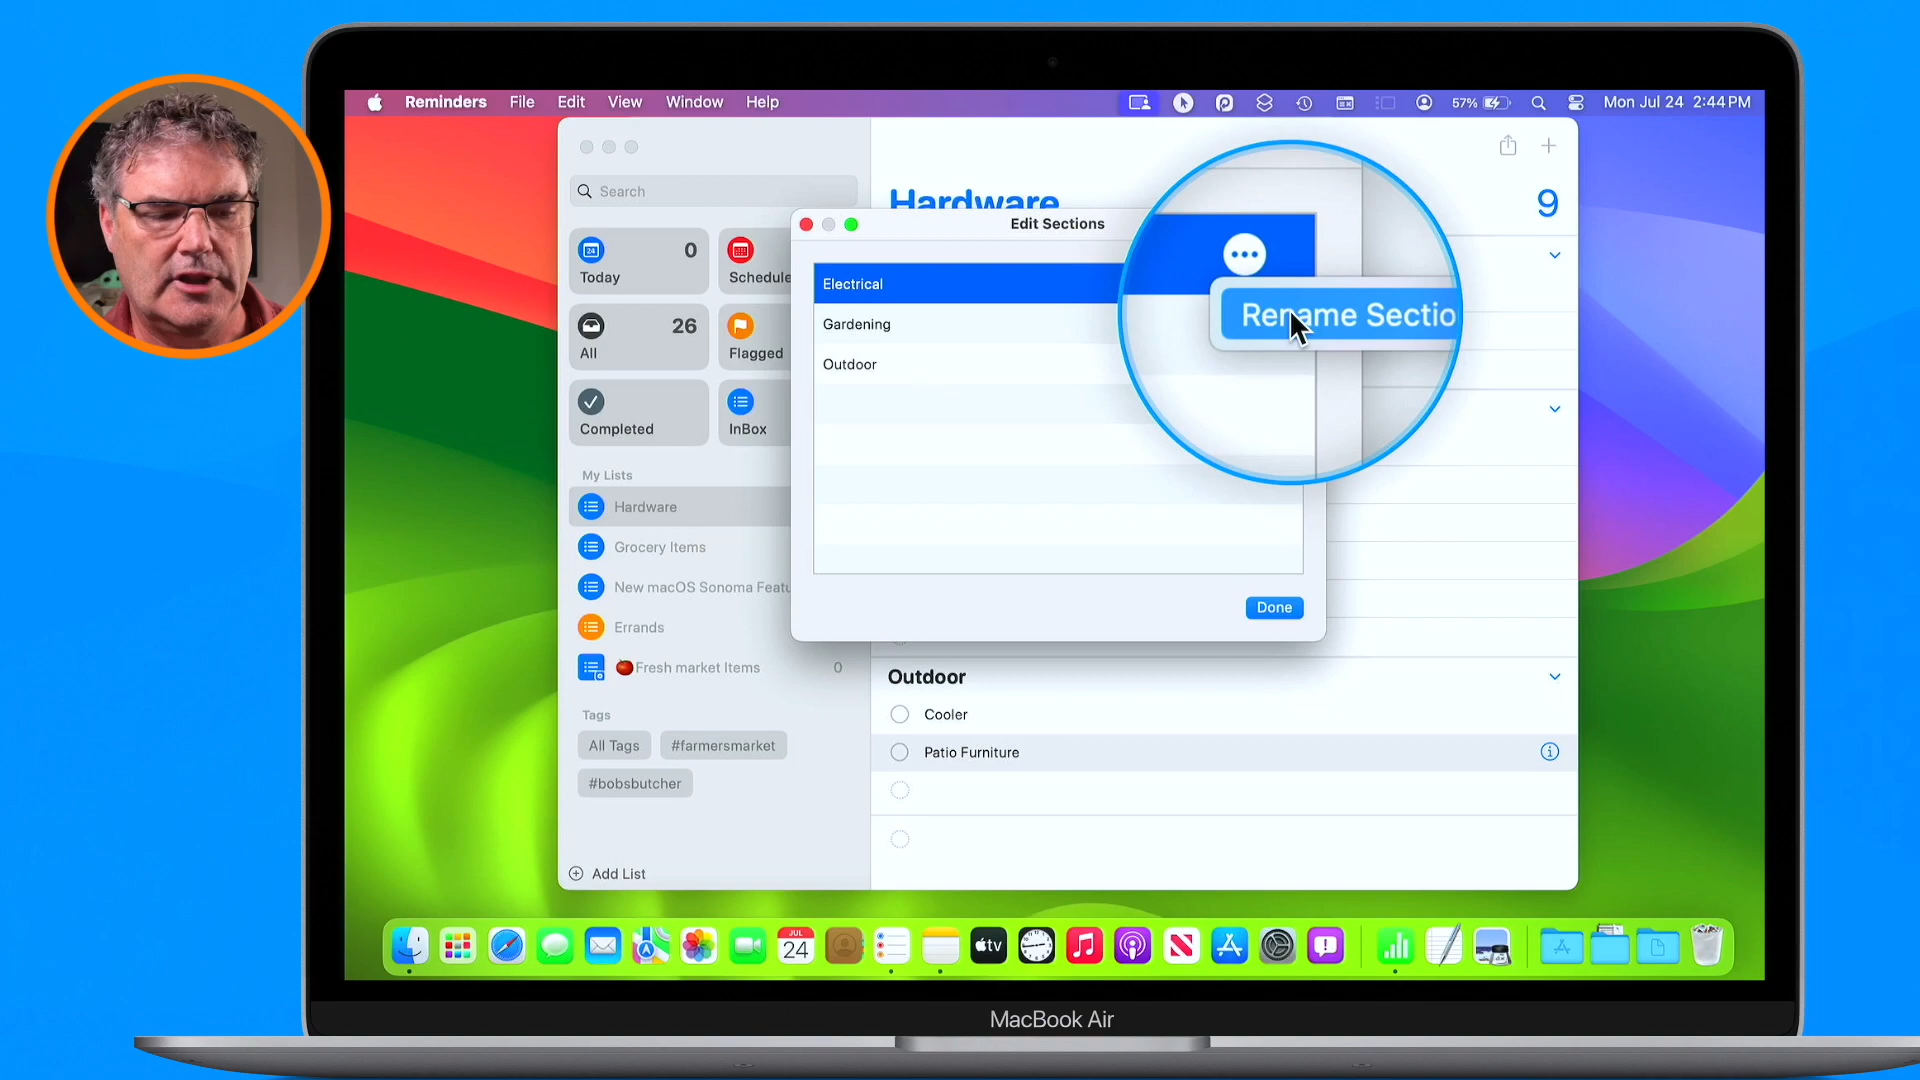 Reminders File Edit View Window Help
57% Mon Jul 24 2:44 PM
Search
24 0
Today
Schedule
26
All
Flagged
Completed
InBox
My Lists
Hardware
Grocery Items
New macOS Sonoma Featu
Errands
Fresh market Items 0
Tags
All Tags #farmersmarket
#bobsbutcher
Add List
Hardware 9
Edit Sections
Electrical
Gardening
Outdoor
Rename Sectio
Done
Outdoor
Cooler
Patio Furniture
JUL
24
tv
MacBook Air